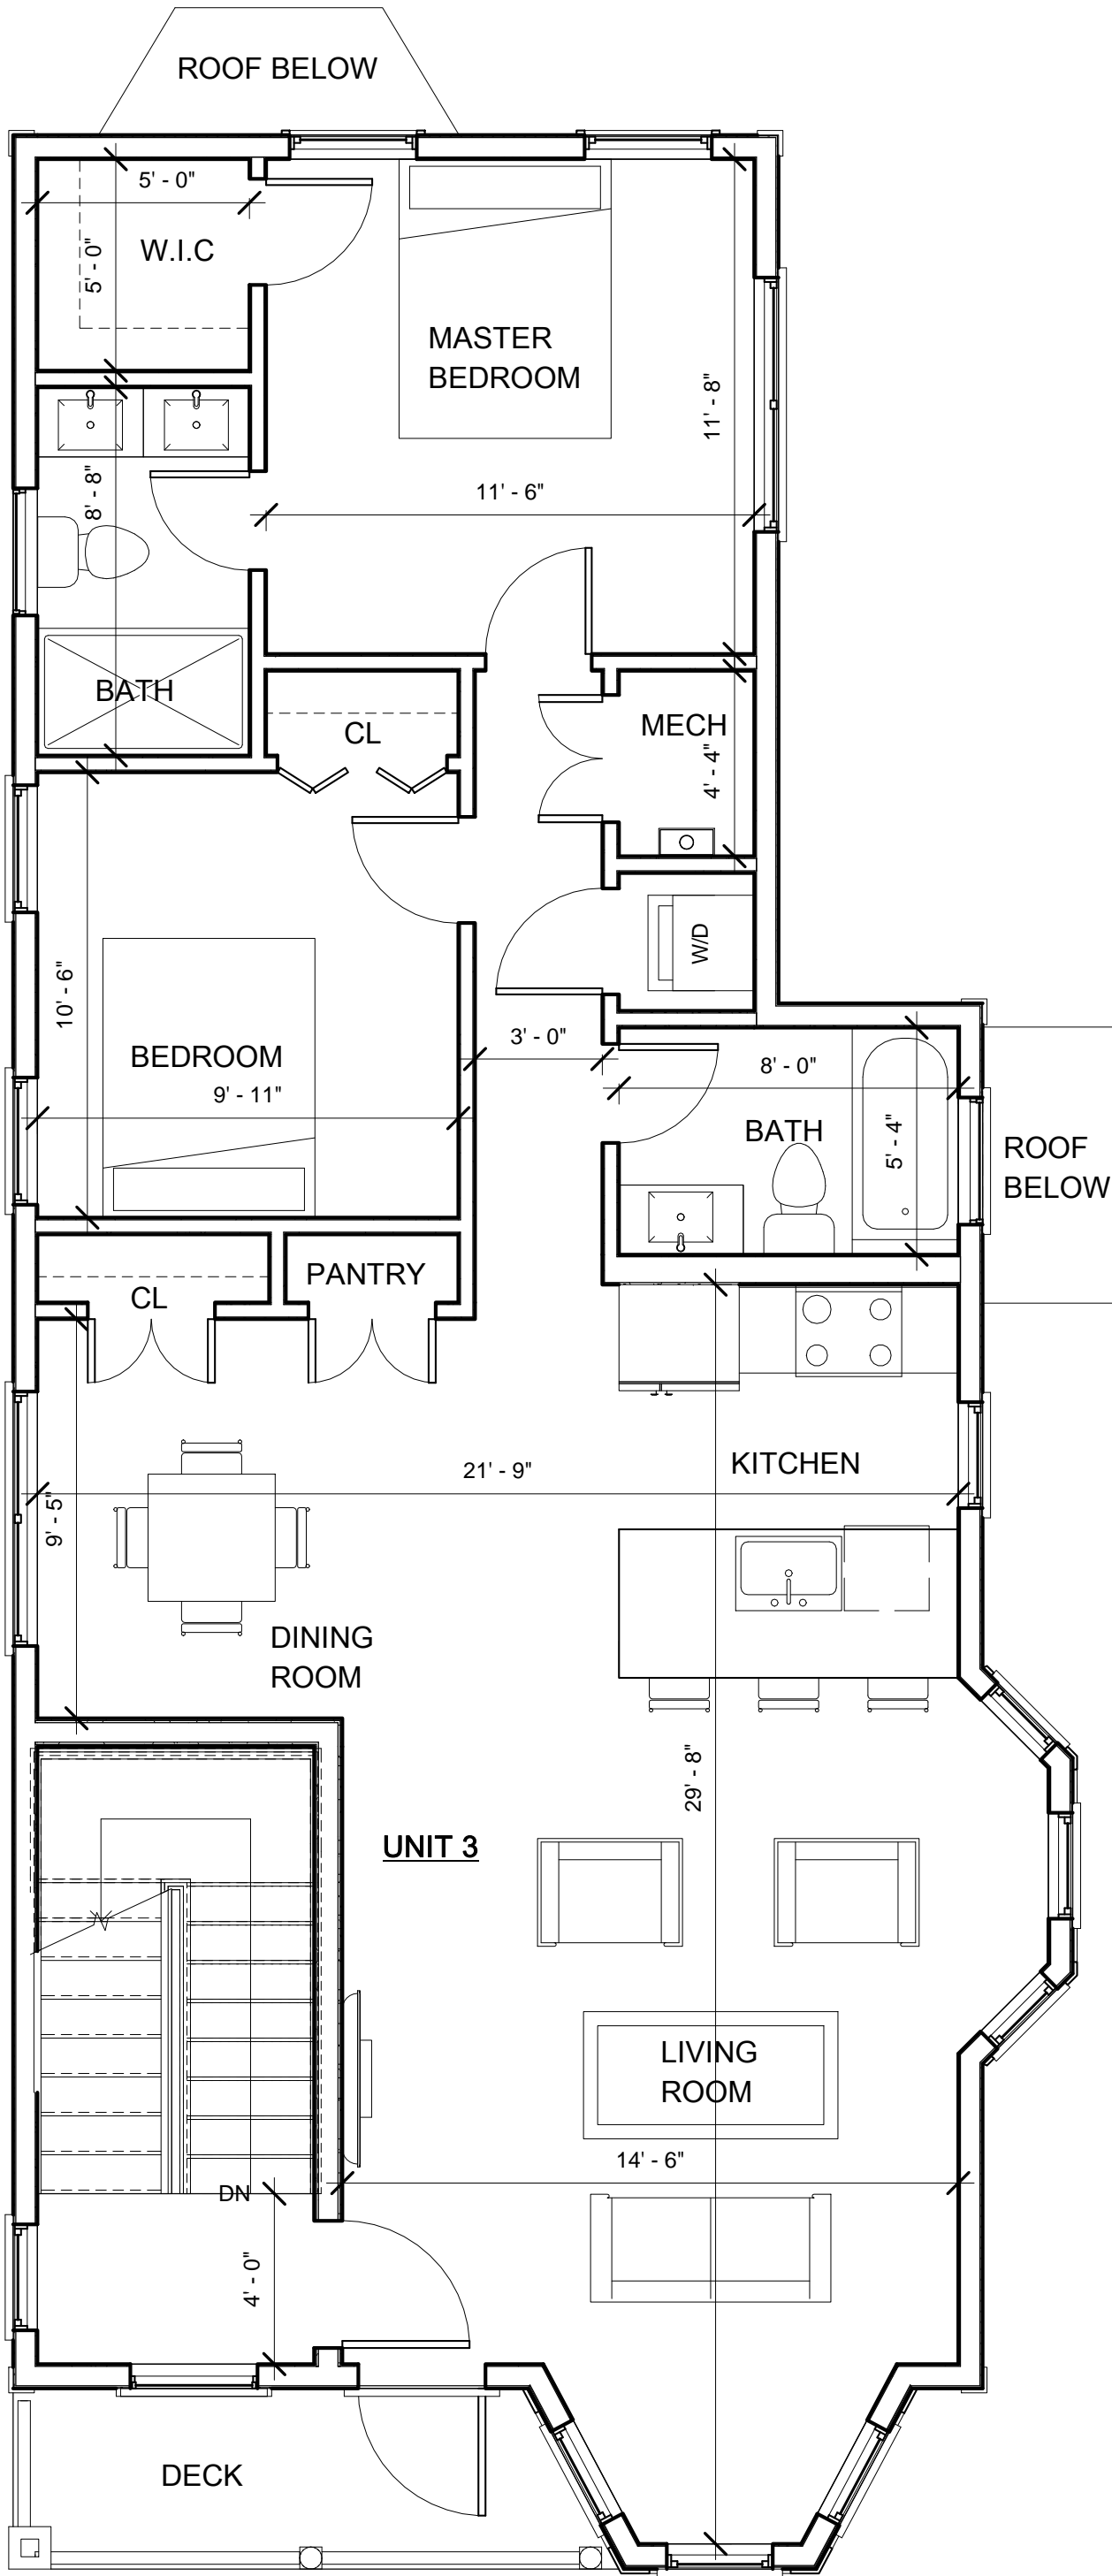 ROOF BELOW
5' - 0"
W.I.C
5' - 0"
MASTER
BEDROOM
11' - 8"
11' - 6"
8' - 8"
BATH
CL
MECH
4' - 4"
W/D
10' - 6"
3' - 0"
BEDROOM
9' - 11"
8' - 0"
BATH
5' - 4"
ROOF
BELOW
PANTRY
CL
KITCHEN
21' - 9"
9' - 5"
DINING
ROOM
29' - 8"
UNIT 3
LIVING
ROOM
14' - 6"
DN
4' - 0"
DECK